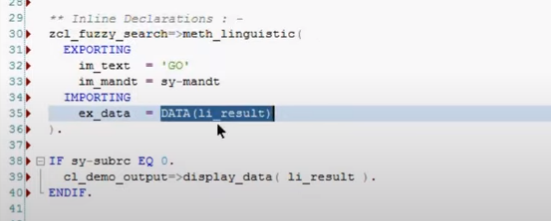 28
29 ** Inline Declarations : -
30 zcl_fuzzy_search=>meth_linguistic(
31 EXPORTING
32 im_text = 'GO'
33 im_mandt = sy-mandt
34 IMPORTING
35 ex_data = DATA(li_result)
36 ).
37
38 IF sy-subrc EQ 0.
39 cl_demo_output=>display_data( li_result ).
40 ENDIF.
41